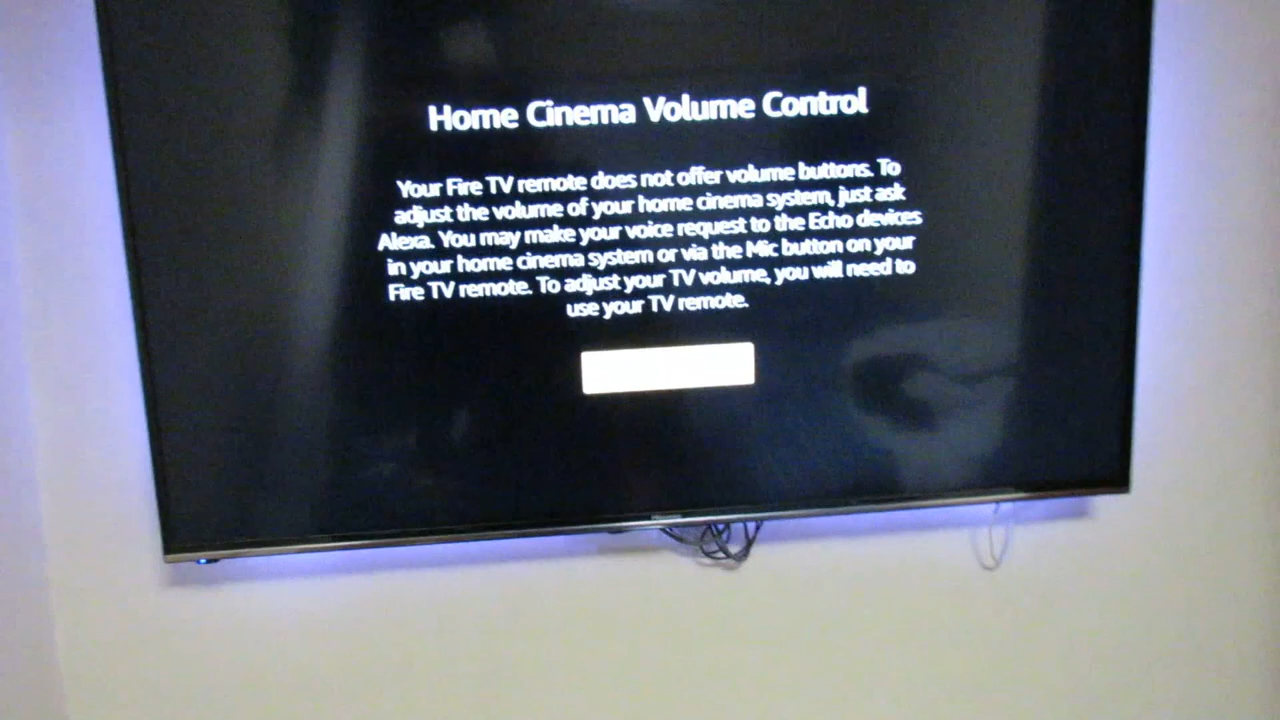 Home Cinema Volume Control
Your Fire TV remote does not offer volume buttons. To
adjust the volume of your home cinema system, just ask
Alexa. You may make your voice request to the Echo devices
in your home cinema system or via the Mic button on your
Fire TV remote. To adjust your TV volume, you will need to
use your TV remote.